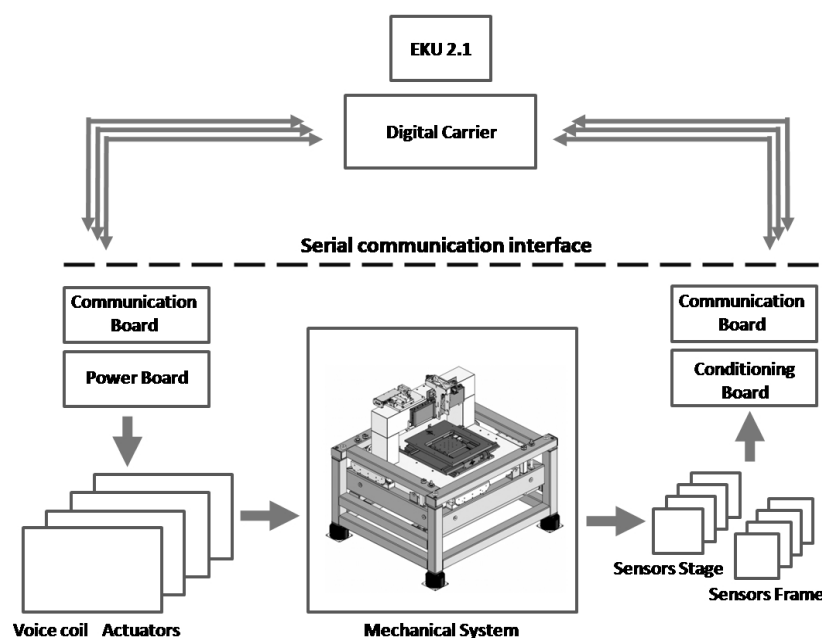 EKU 2.1
Digital Carrier
Serial communication interface
Communication
Board
Power Board
Communication
Board
Conditioning
Board
Sensors Stage
Sensors Frame
Voice coil Actuators
Mechanical System